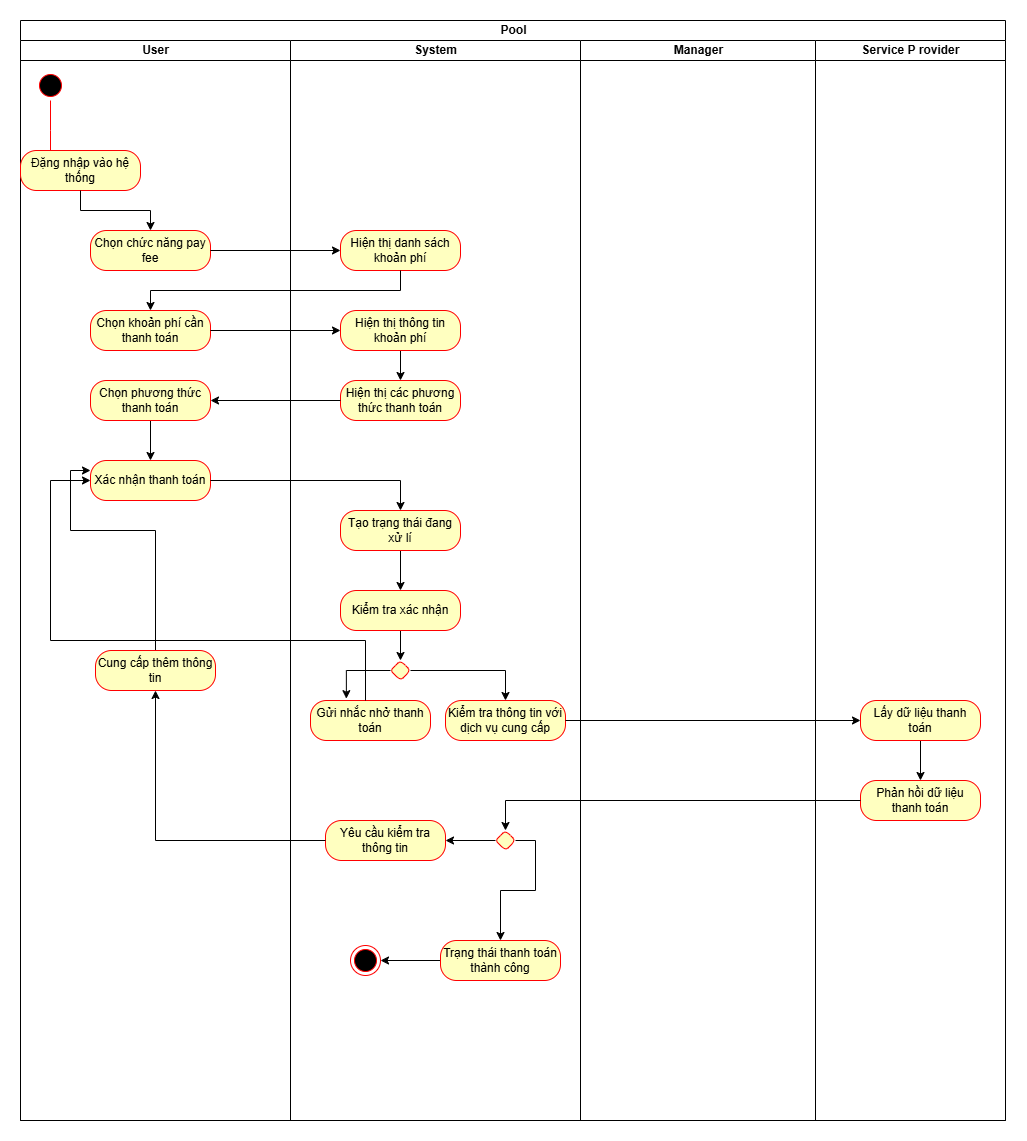 Pool
User
System
Manager
Service P rovider
Đặng nhập vào hệ
thống
Chọn chức năng pay
fee
Hiện thị danh sách
khoản phí
Chọn khoản phí cần
thanh toán
Hiện thị thông tin
khoản phí
Chọn phương thức
thanh toán
Hiện thị các phương
thức thanh toán
Xác nhận thanh toán
Tạo trạng thái đang
xử lí
Kiểm tra xác nhận
Cung cấp thêm thông
tin
Gửi nhắc nhở thanh
toán
Kiểm tra thông tin với
dịch vụ cung cấp
Lấy dữ liệu thanh
toán
Phản hồi dữ liệu
thanh toán
Yêu cầu kiểm tra
thông tin
Trạng thái thanh toán
thành công